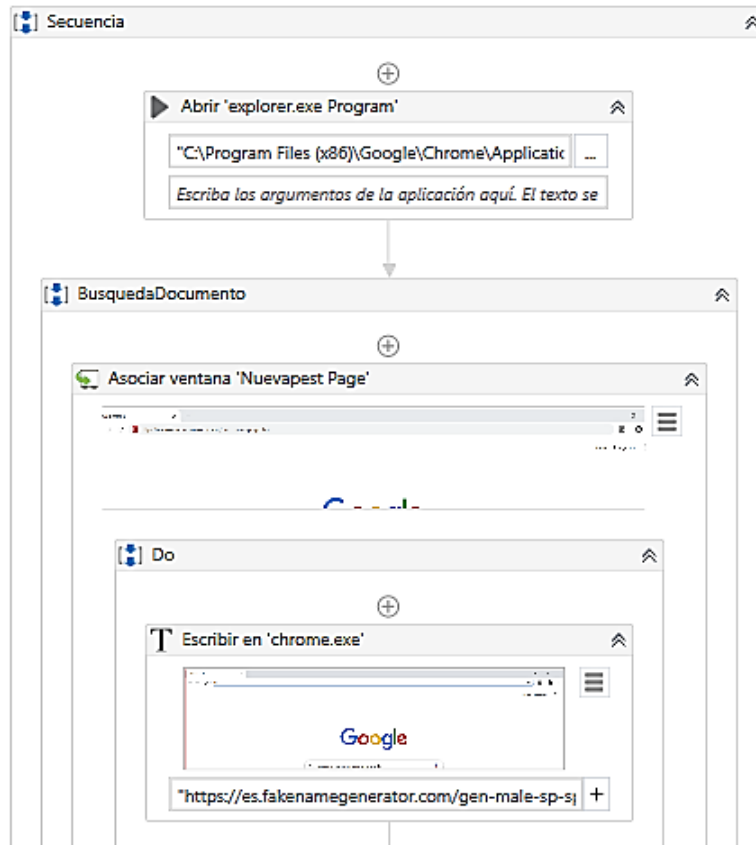 Secuencia
Abrir 'explorer.exe Program'
"C:\Program Files (x86)\Google\Chrome\Applicatic
...
Escriba los argumentos de la aplicación aquí. El texto se
BusquedaDocumento
Asociar ventana 'Nuevapest Page'
Google
Do
T Escribir en 'chrome.exe'
Google
"https://es.fakenamegenerator.com/gen-male-sp-sp
+